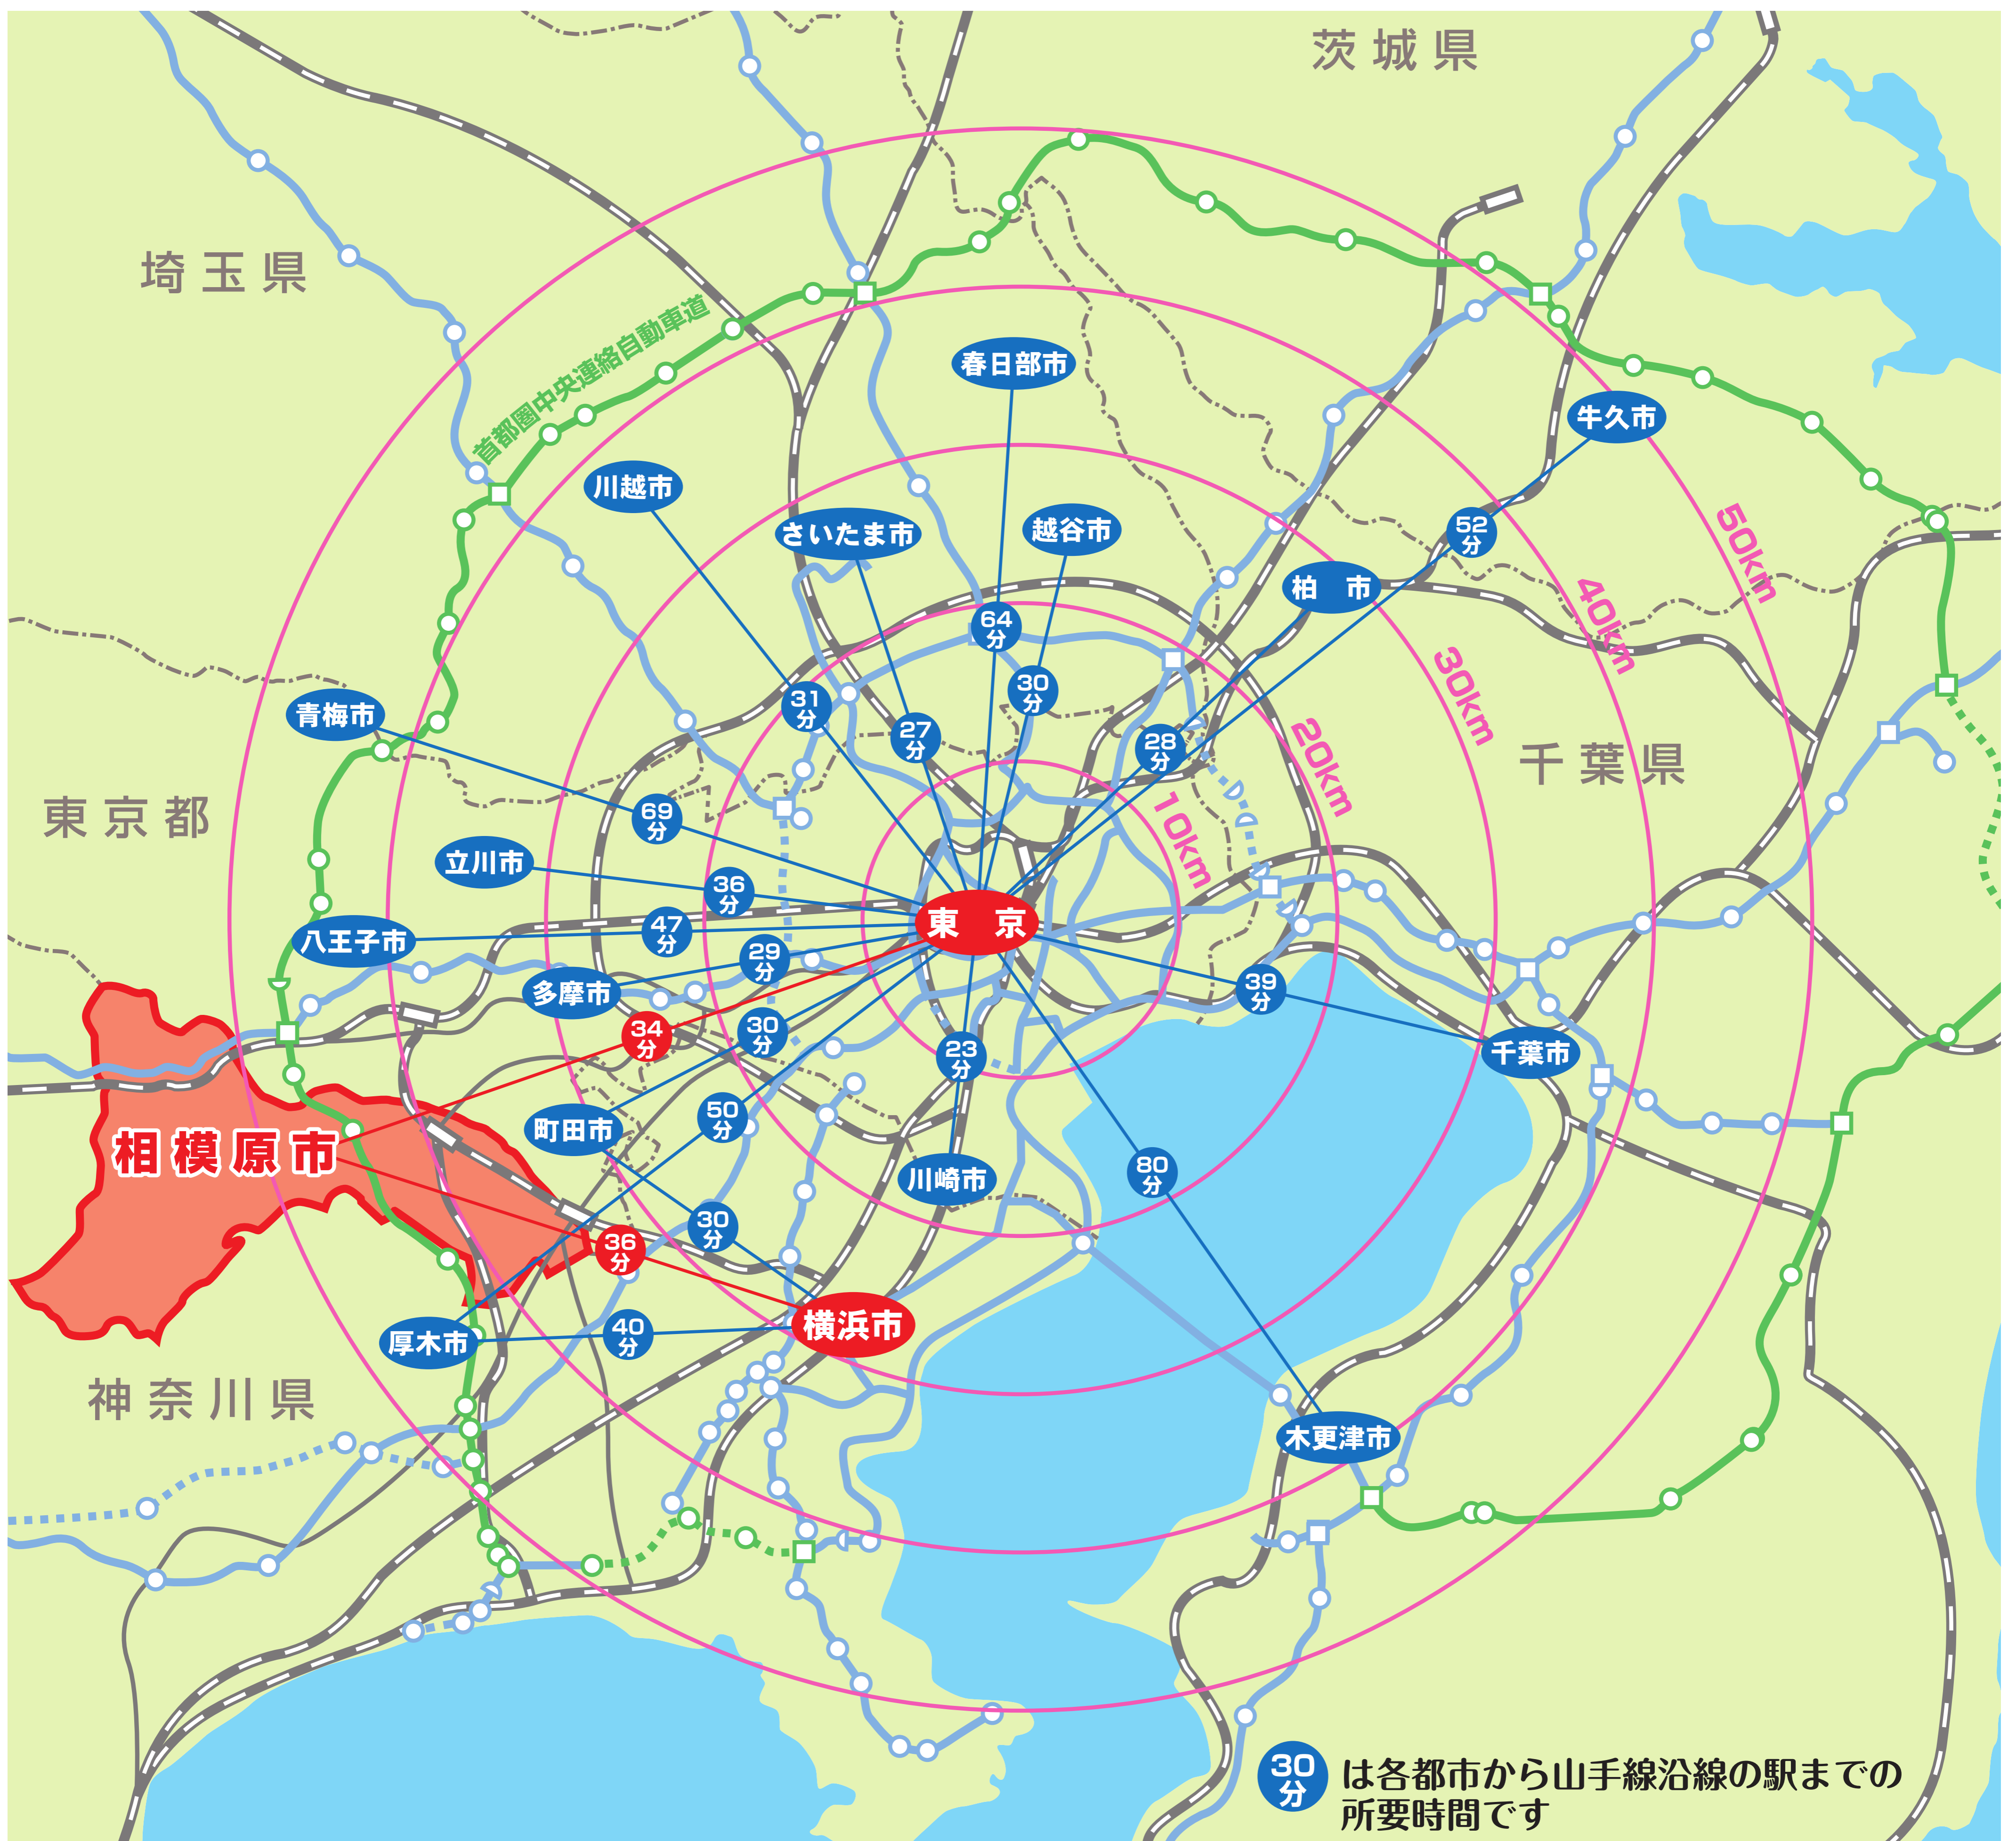 茨城県
埼玉県
首都圏中央連絡自動車道
春日部市
牛久市
川越市
さいたま市
越谷市
50km
52
分
柏　市
40km
64
分
30km
30
分
31
分
青梅市
27
分
28
分
20km
千葉県
東京都
69
分
10km
立川市
36
分
東　京
47
分
八王子市
29
分
多摩市
39
分
34
分
30
分
23
分
千葉市
50
分
町田市
相模原市
80
分
川崎市
30
分
36
分
横浜市
40
分
厚木市
神奈川県
木更津市
30
分
は各都市から山手線沿線の駅までの
所要時間です